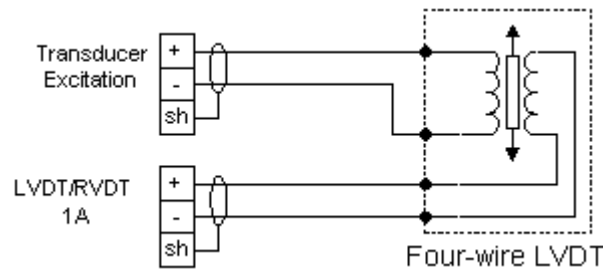 Transducer
Excitation
+
-
sh
LVDT/RVDT
1A
+
-
sh
Four-wire LVDT